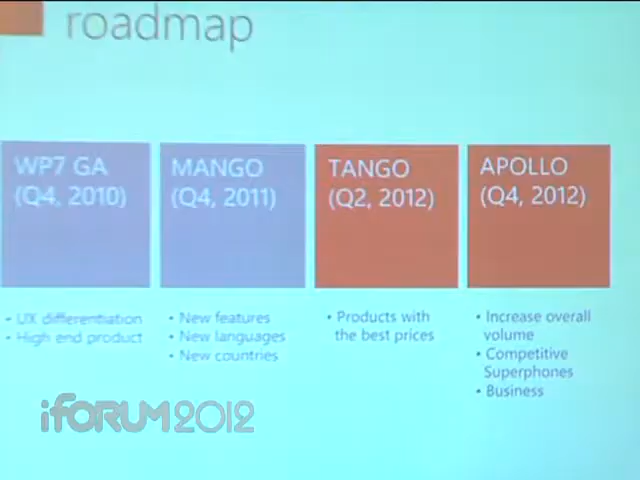 roadmap
WP7 GA
(Q4, 2010)
MANGO
(Q4, 2011)
TANGO
(Q2, 2012)
APOLLO
(Q4, 2012)
• UX differentiation
• High end product
• New features
• New languages
• New countries
• Products with
the best prices
• Increase overall
volume
• Competitive
Superphones
• Business
iFORUM2012